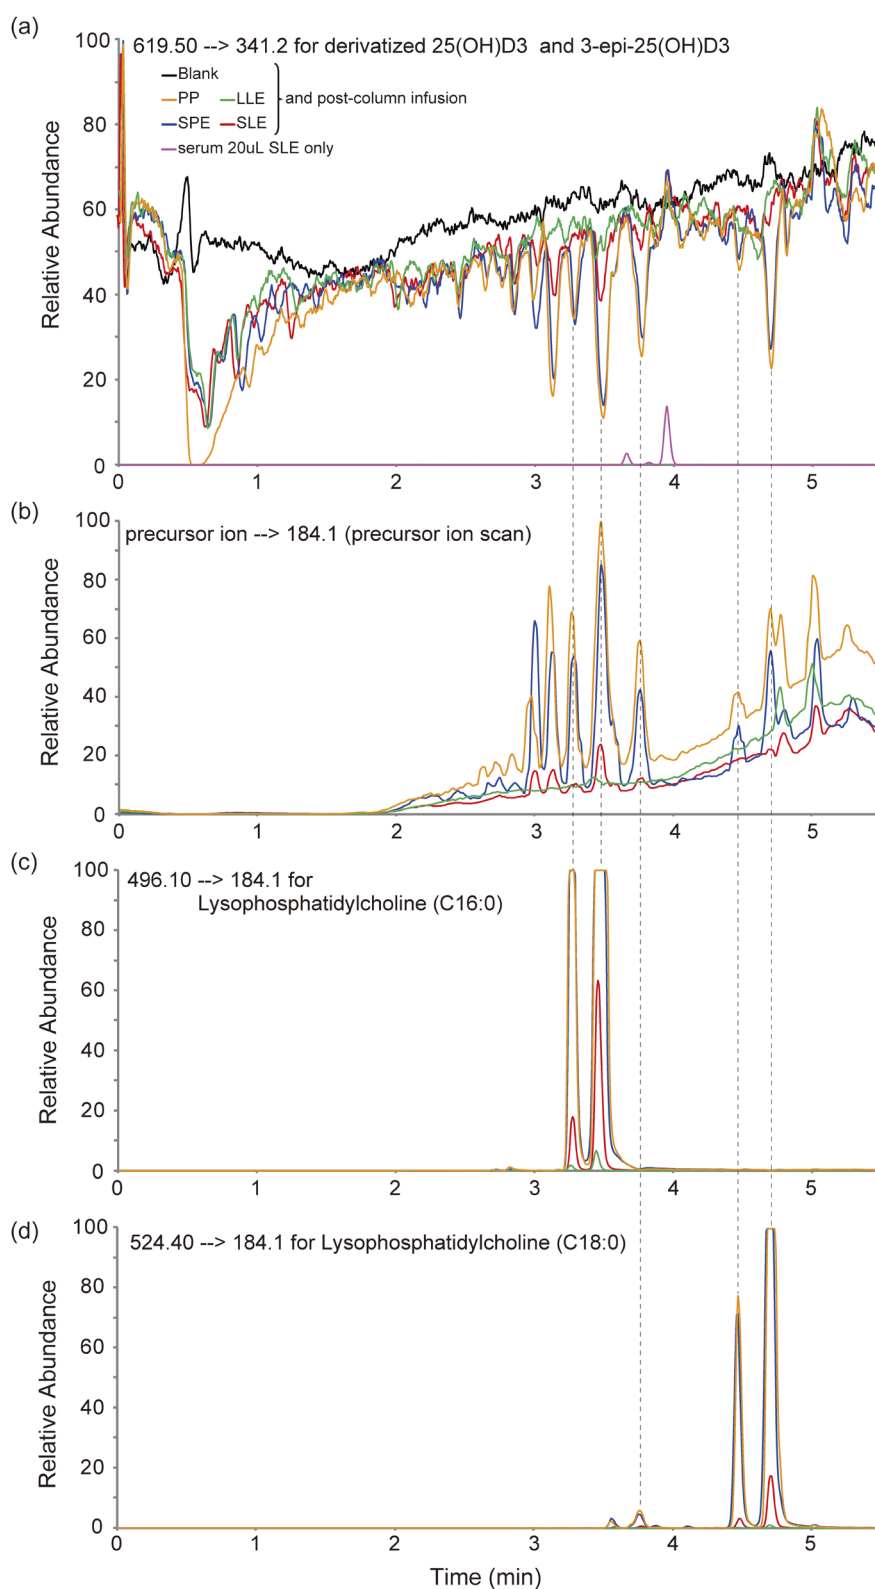 (a)
619.50 --> 341.2 for derivatized 25(OH)D3 and 3-epi-25(OH)D3
Blank
PP LLE
and post-column infusion
SPE SLE
serum 20uL SLE only
Relative Abundance
100
80
60
40
20
0
0 1 2 3 4 5
(b)
precursor ion --> 184.1 (precursor ion scan)
Relative Abundance
100
80
60
40
20
0
0 1 2 3 4 5
(c)
496.10 --> 184.1 for
Lysophosphatidylcholine (C16:0)
Relative Abundance
100
80
60
40
20
0
0 1 2 3 4 5
(d)
524.40 --> 184.1 for Lysophosphatidylcholine (C18:0)
Relative Abundance
100
80
60
40
20
0
0 1 2 3 4 5
Time (min)